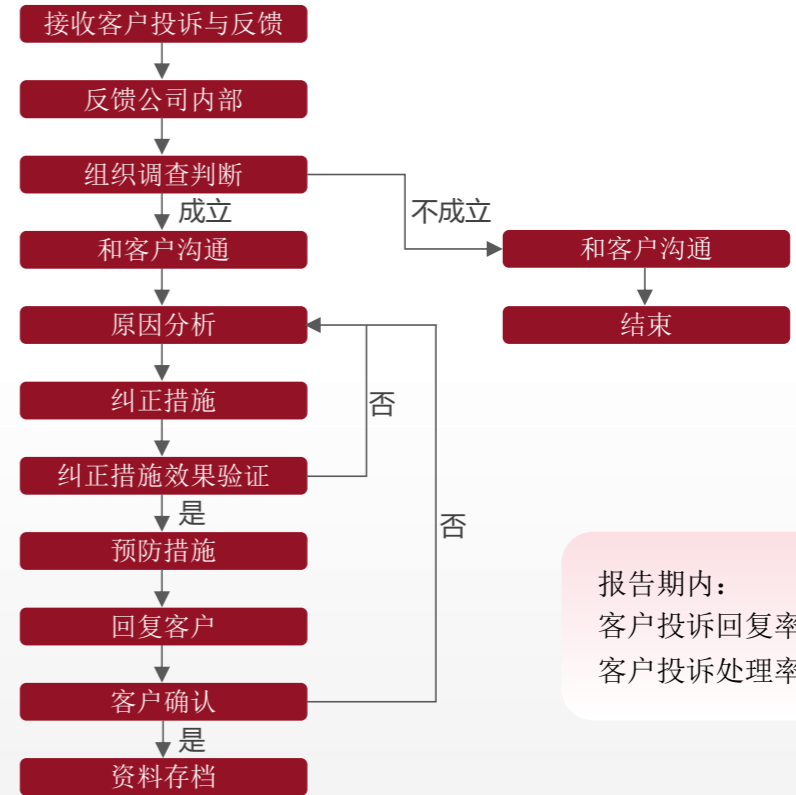 接收客户投诉与反馈
反馈公司内部
组织调查判断
成立
不成立
和客户沟通
和客户沟通
原因分析
结束
纠正措施
否
纠正措施效果验证
是
否
预防措施
报告期内：
回复客户
客户投诉回复率
客户投诉处理率
客户确认
是
资料存档